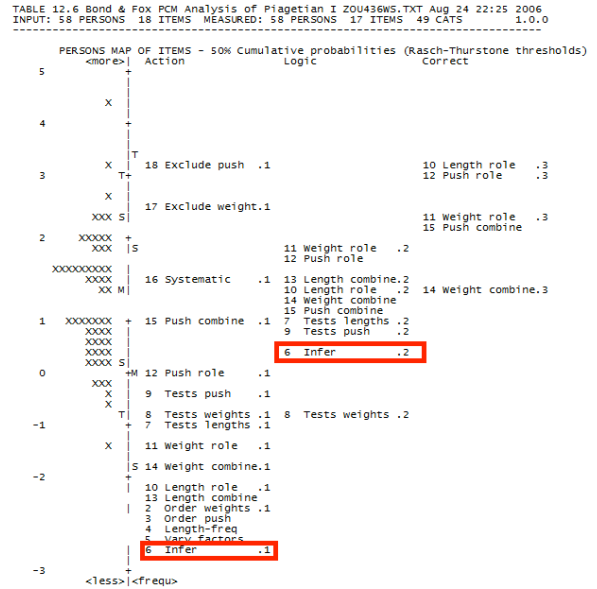 TABLE 12.6 Bond & Fox PCM Analysis of Piagetian I ZOU436WS.TXT Aug 24 22:25 2006
INPUT: 58 PERSONS  18 ITEMS  MEASURED: 58 PERSONS  17 ITEMS  49 CATS        1.0.0
--------------------------------------------------------------------------------
PERSONS MAP OF ITEMS - 50% Cumulative probabilities (Rasch-Thurstone thresholds)
<more>| Action Logic Correct
5 +
|
|
X |
|
4 +
|
|
|T
X | 18 Exclude push .1 10 Length role .3
3 T+ 12 Push role .3
|
X |
| 17 Exclude weight.1
XXX S| 11 Weight role .3
| 15 Push combine
2 XXXXX +
XXX |S 11 Weight role .2
| 12 Push role
XXXXXXXXX |
XXXX | 16 Systematic .1 13 Length combine.2
XX M| 10 Length role .2 14 Weight combine.3
| 14 Weight combine
| 15 Push combine
1 XXXXXXX + 15 Push combine .1 7 Tests lengths .2
XXXX | 9 Tests push .2
XXXX |
XXXX | 6 Infer .2
XXXX S|
0 +M 12 Push role .1
XXX |
X | 9 Tests push .1
X |
T| 8 Tests weights .1 8 Tests weights .2
-1 + 7 Tests lengths .1
|
X | 11 Weight role .1
|
|S 14 Weight combine.1
-2 +
| 10 Length role .1
13 Length combine
| 2 Order weights .1
3 Order push
4 Length-freq
5 Vary factors
| 6 Infer .1
|
-3 +
<less>|<frequ>